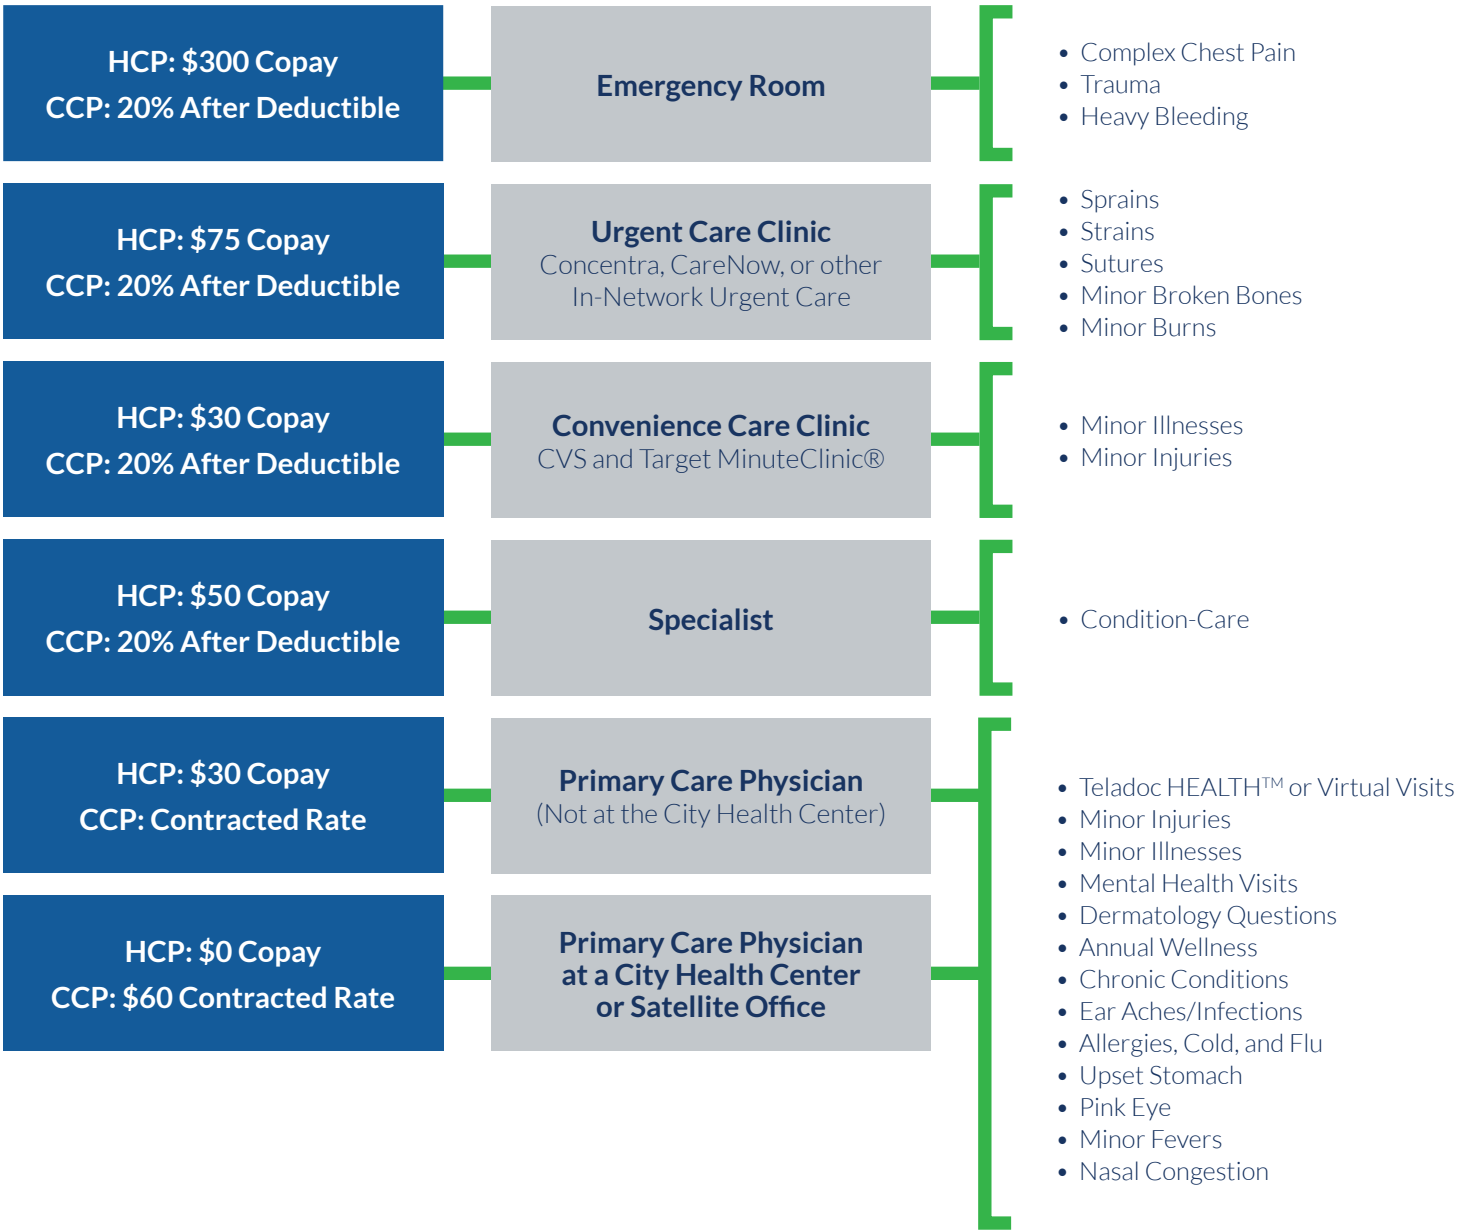 HCP: $300 Copay
CCP: 20% After Deductible
Emergency Room
• Complex Chest Pain
• Trauma
• Heavy Bleeding
HCP: $75 Copay
CCP: 20% After Deductible
Urgent Care Clinic
Concentra, CareNow, or other
In-Network Urgent Care
• Sprains
• Strains
• Sutures
• Minor Broken Bones
• Minor Burns
HCP: $30 Copay
CCP: 20% After Deductible
Convenience Care Clinic
CVS and Target MinuteClinic®
• Minor Illnesses
• Minor Injuries
HCP: $50 Copay
CCP: 20% After Deductible
Specialist
• Condition-Care
HCP: $30 Copay
CCP: Contracted Rate
Primary Care Physician
(Not at the City Health Center)
HCP: $0 Copay
CCP: $60 Contracted Rate
Primary Care Physician
at a City Health Center
or Satellite Office
• Teladoc HEALTH™ or Virtual Visits
• Minor Injuries
• Minor Illnesses
• Mental Health Visits
• Dermatology Questions
• Annual Wellness
• Chronic Conditions
• Ear Aches/Infections
• Allergies, Cold, and Flu
• Upset Stomach
• Pink Eye
• Minor Fevers
• Nasal Congestion